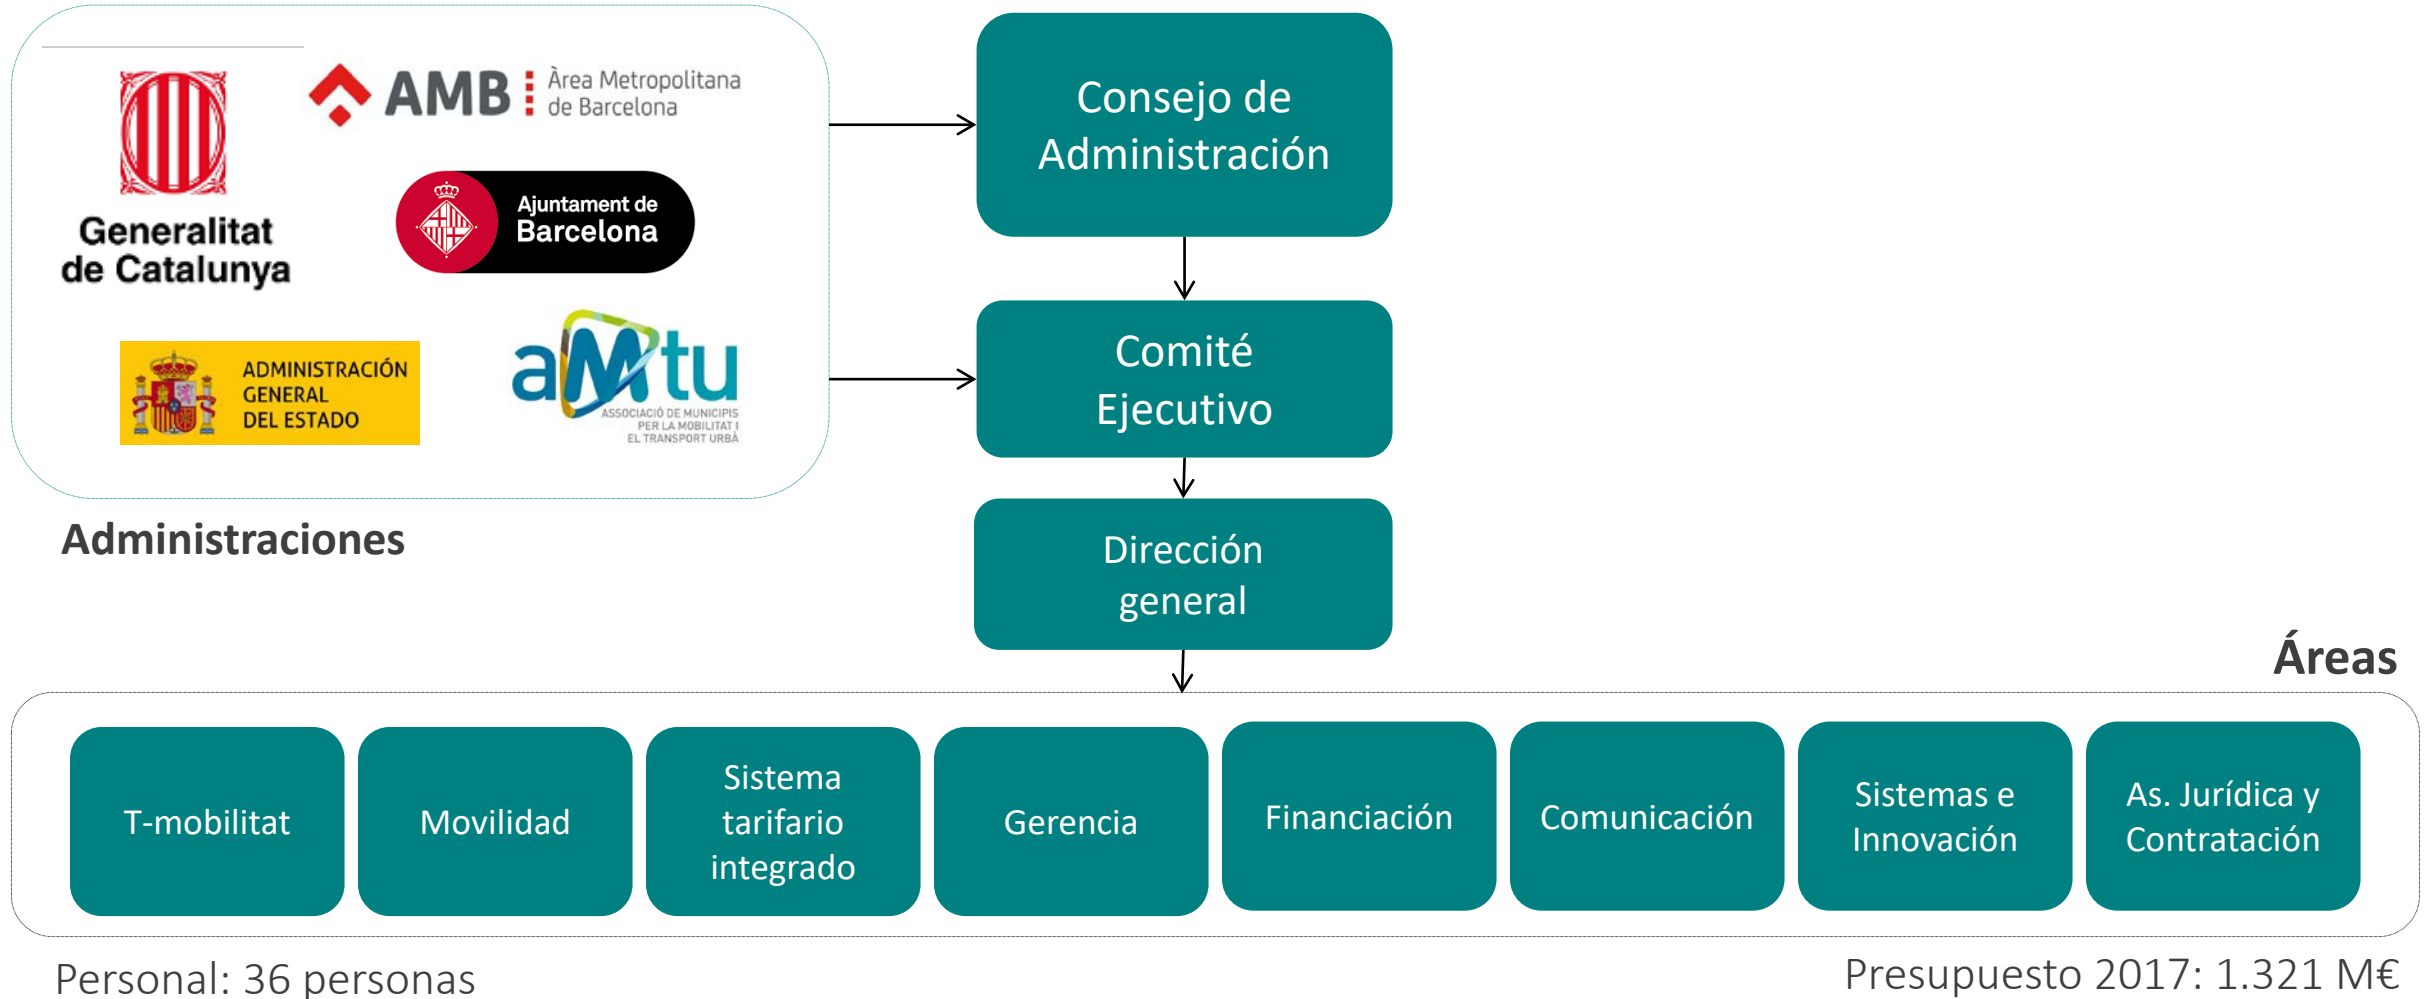 AMB
Àrea Metropolitana
de Barcelona
Generalitat
de Catalunya
Ajuntament de
Barcelona
ADMINISTRACIÓN
GENERAL
DEL ESTADO
aMtu
ASSOCIACIÓ DE MUNICIPIS
PER LA MOBILITAT I
EL TRANSPORT URBÀ
Administraciones
Consejo de
Administración
Comité
Ejecutivo
Dirección
general
Áreas
T-mobilitat
Movilidad
Sistema
tarifario
integrado
Gerencia
Financiación
Comunicación
Sistemas e
Innovación
As. Jurídica y
Contratación
Personal: 36 personas
Presupuesto 2017: 1.321 M€